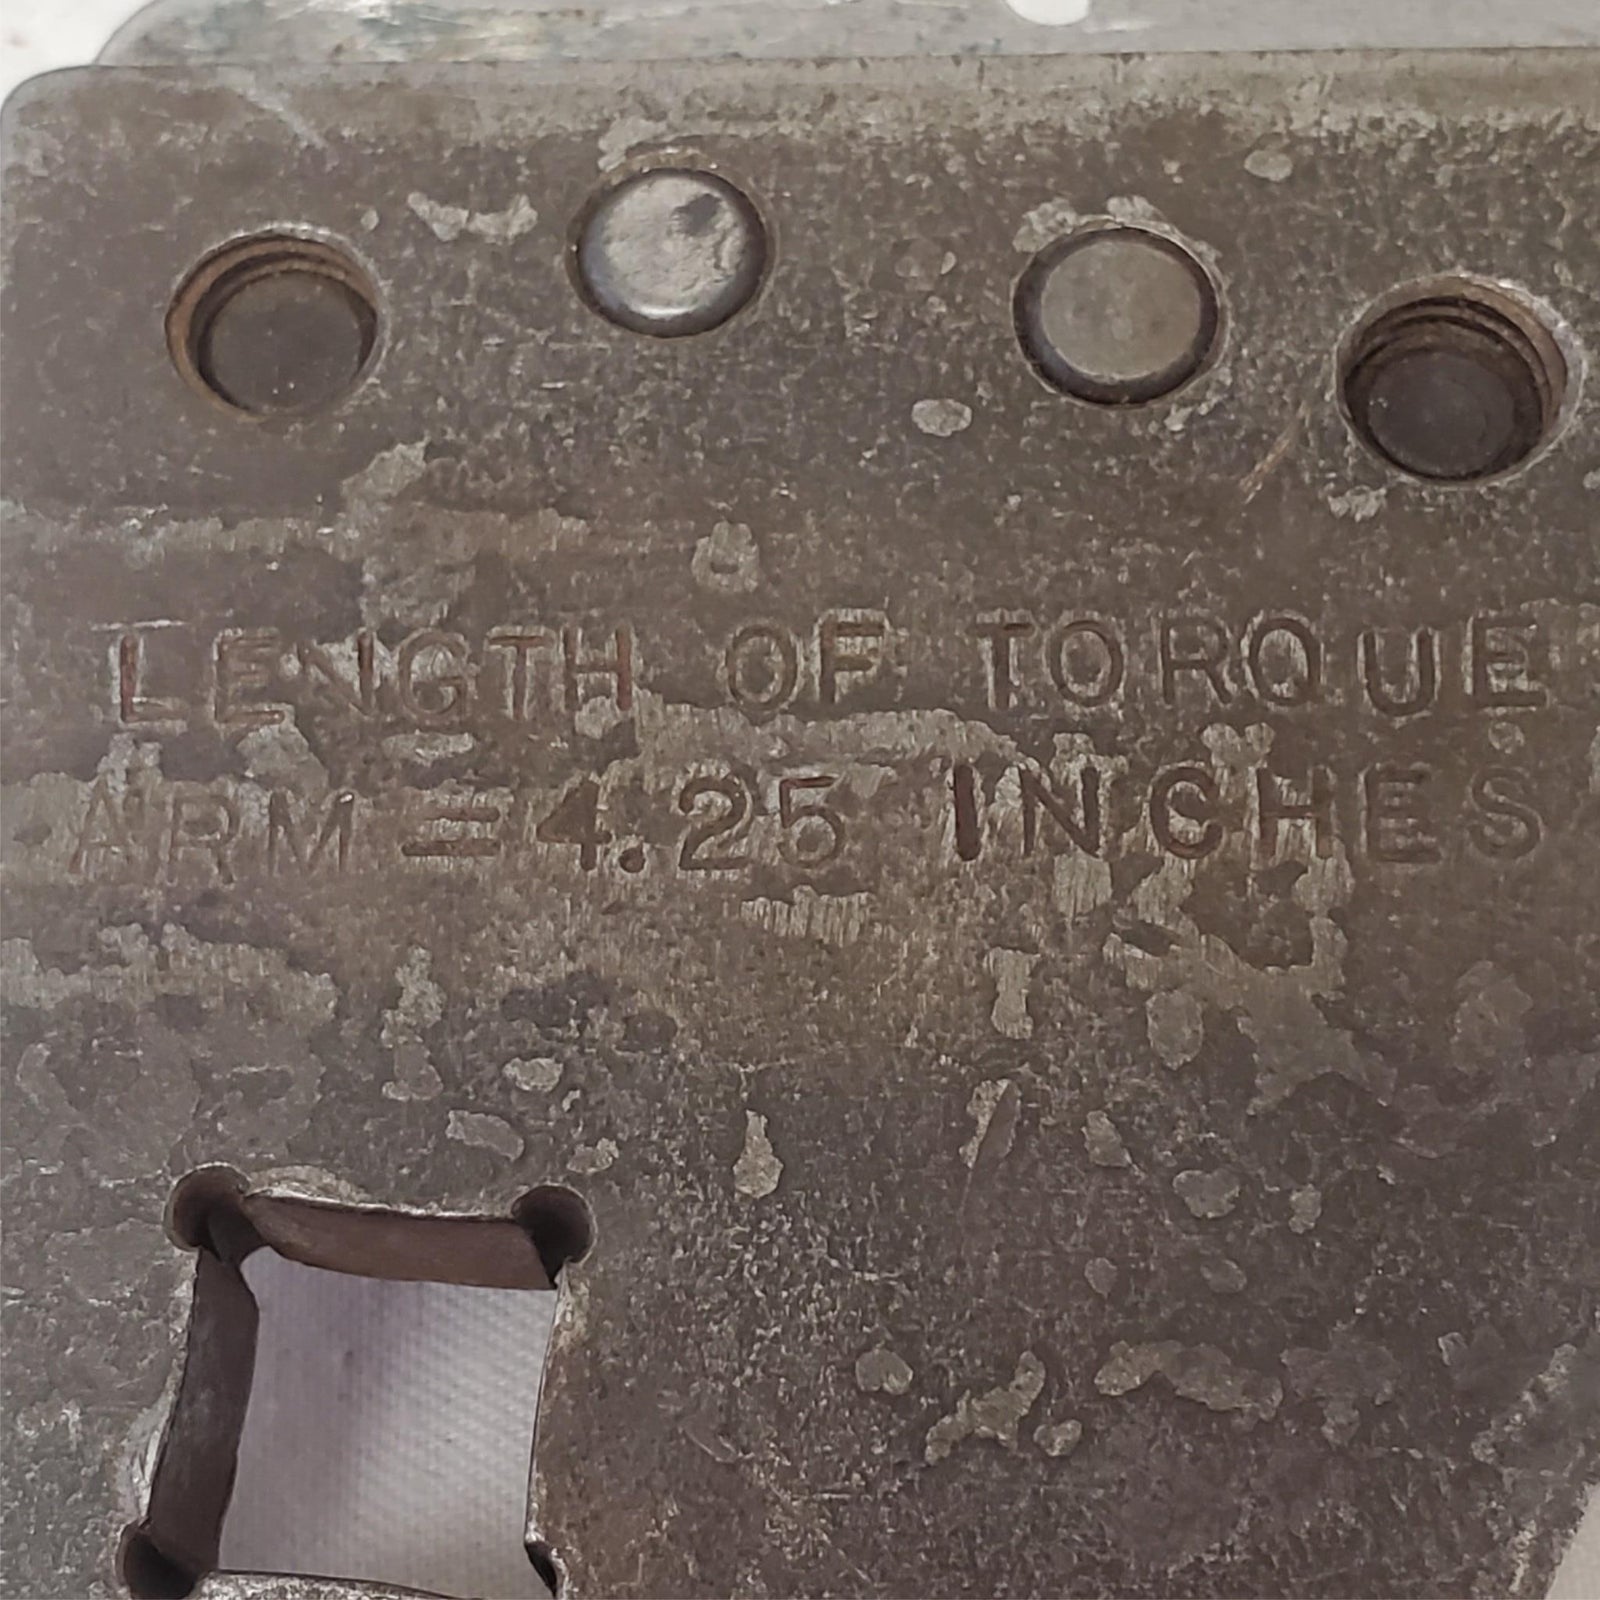 LENGTH OF TORQUE
ARM = 4.25 INCHES